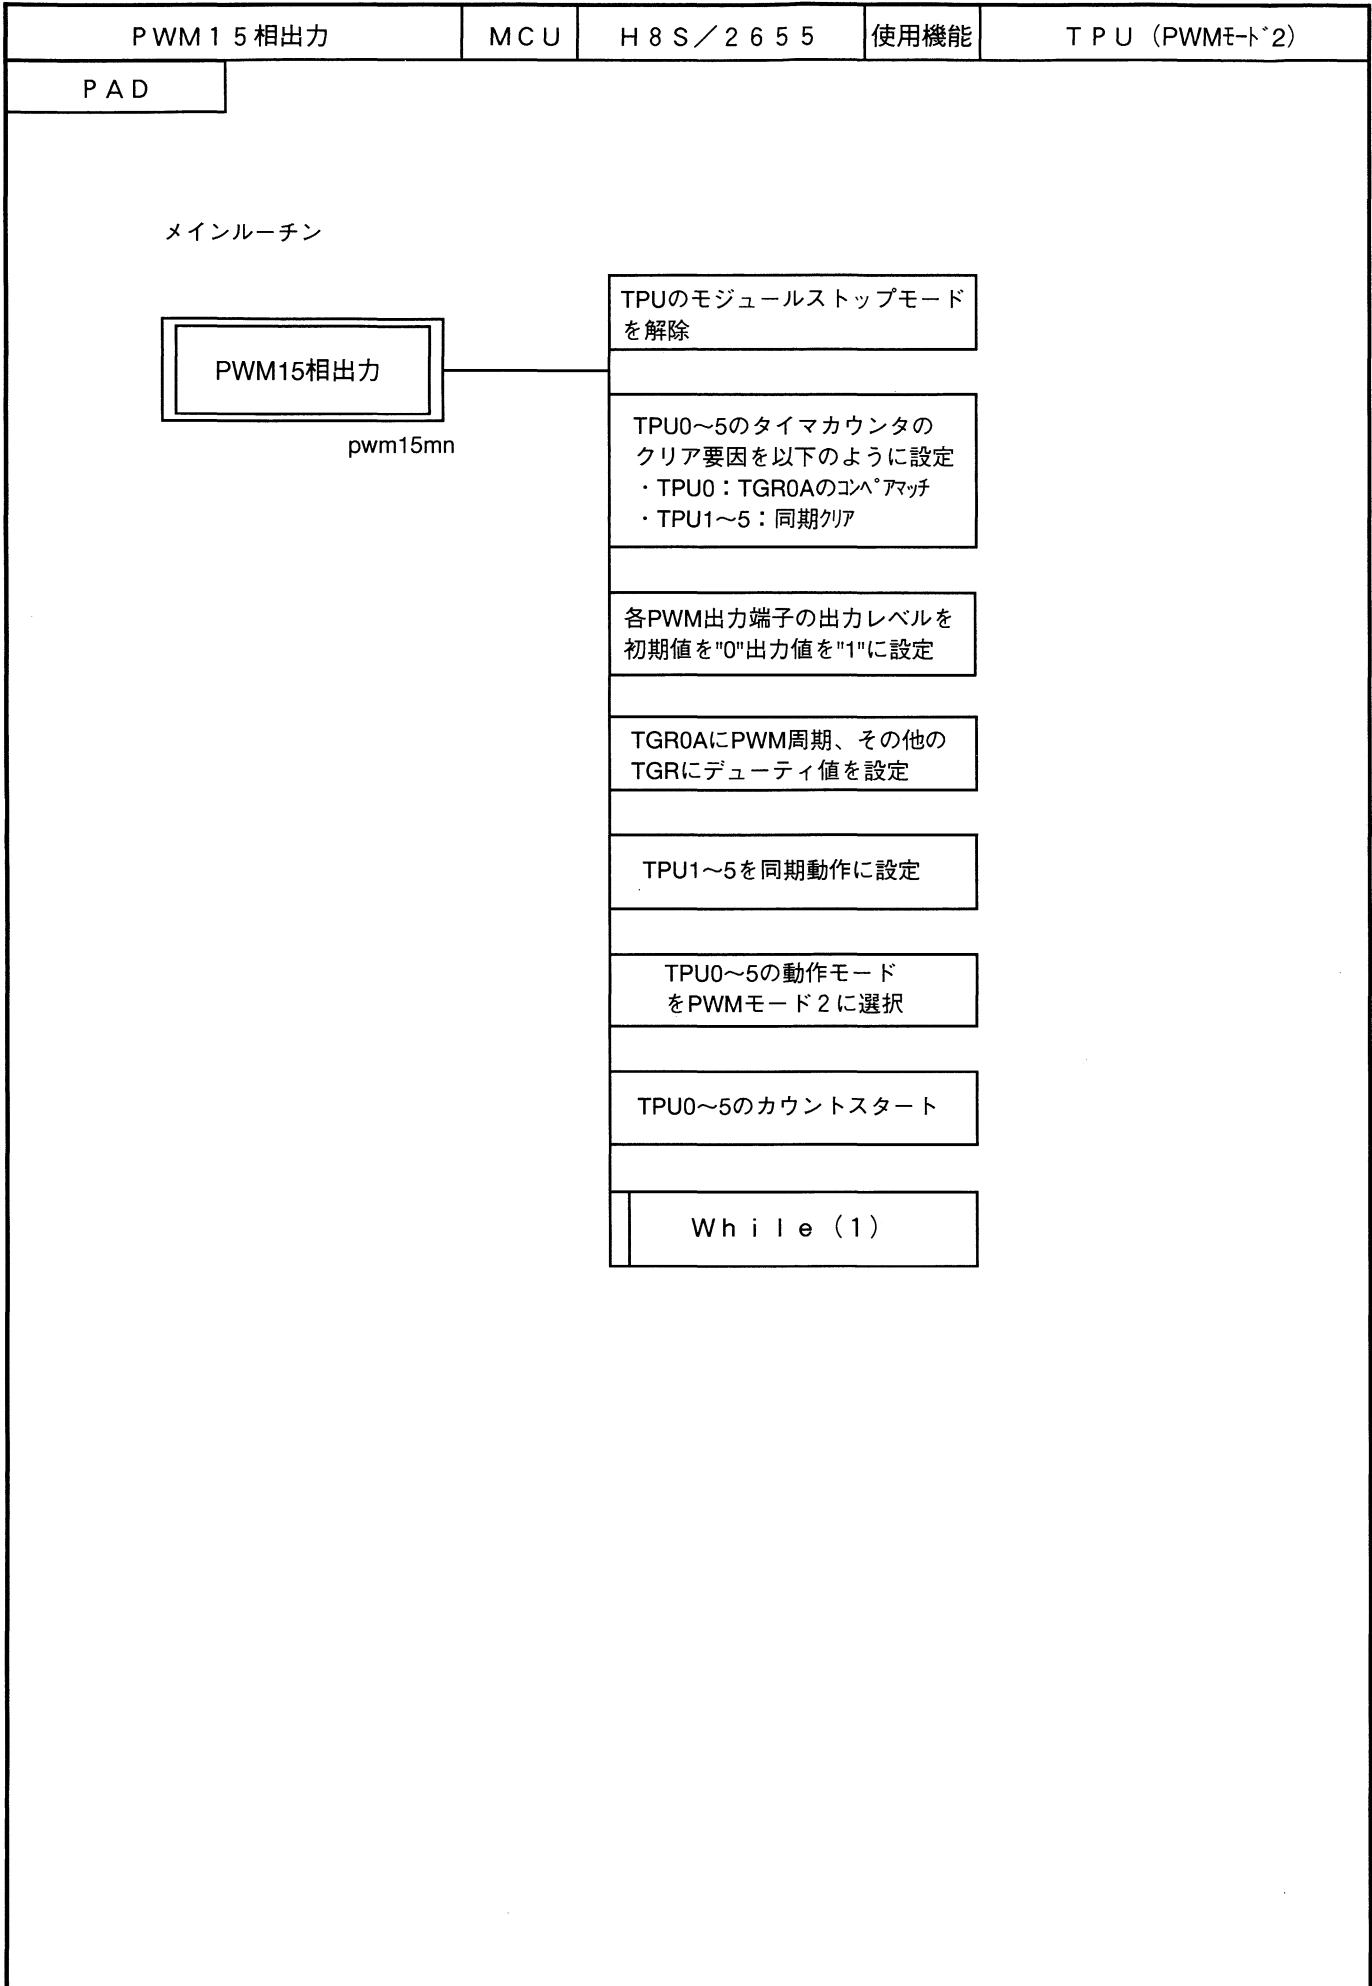 PWM15相出力 MCU H8S／2655 使用機能 TPU（PWMﾓｰﾄﾞ2）
PAD
メインルーチン
PWM15相出力
pwm15mn
TPUのモジュールストップモード
を解除
TPU0～5のタイマカウンタの
クリア要因を以下のように設定
・TPU0：TGR0Aのｺﾝﾍﾟｱﾏｯﾁ
・TPU1～5：同期ｸﾘｱ
各PWM出力端子の出力レベルを
初期値を"0"出力値を"1"に設定
TGR0AにPWM周期、その他の
TGRにデューティ値を設定
TPU1～5を同期動作に設定
TPU0～5の動作モード
をPWMモード２に選択
TPU0～5のカウントスタート
While（1）